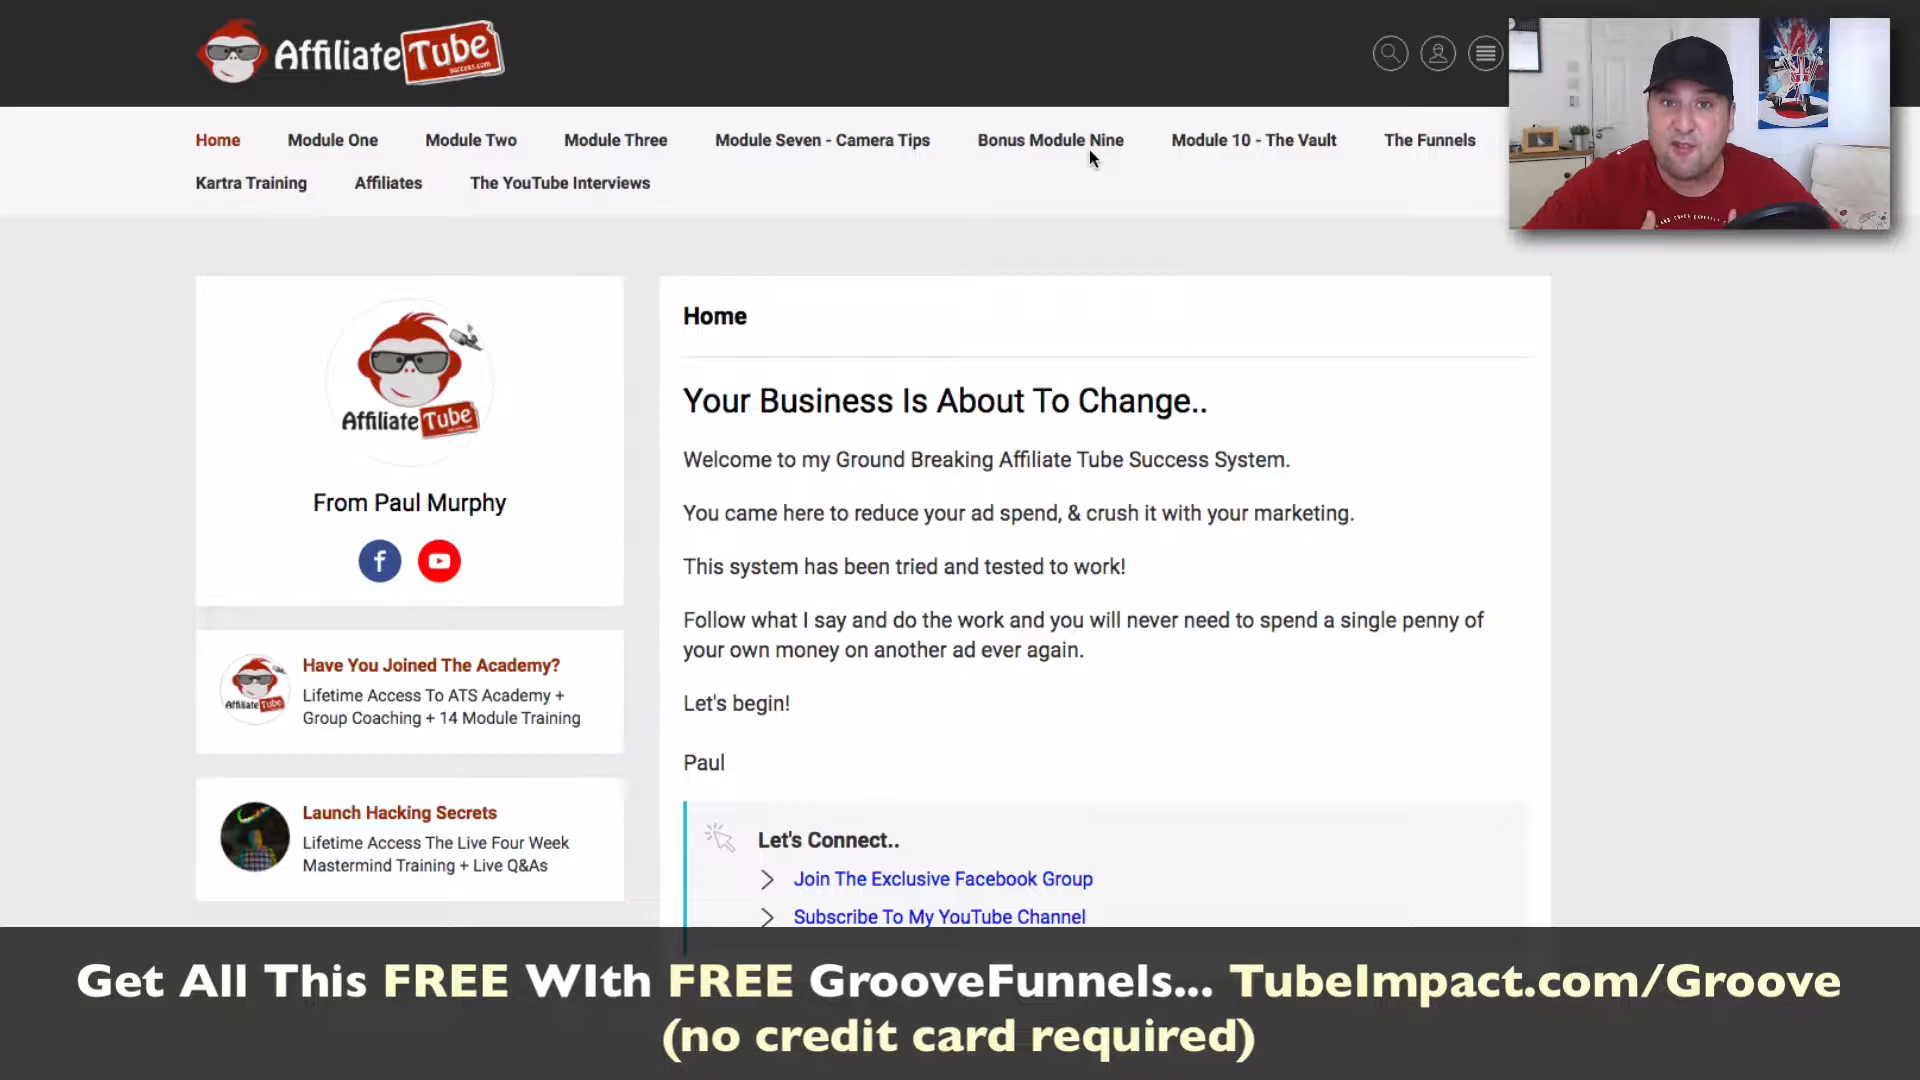 AffiliateTube
success.com
Home
Module One
Module Two
Module Three
Module Seven - Camera Tips
Bonus Module Nine
Module 10 - The Vault
The Funnels
Kartra Training
Affiliates
The YouTube Interviews
AffiliateTube
From Paul Murphy
Have You Joined The Academy?
Lifetime Access To ATS Academy +
Group Coaching + 14 Module Training
AffiliateTube
Launch Hacking Secrets
Lifetime Access The Live Four Week
Mastermind Training + Live Q&As
Home
Your Business Is About To Change..
Welcome to my Ground Breaking Affiliate Tube Success System.
You came here to reduce your ad spend, & crush it with your marketing.
This system has been tried and tested to work!
Follow what I say and do the work and you will never need to spend a single penny of
your own money on another ad ever again.
Let's begin!
Paul
Let's Connect..
Join The Exclusive Facebook Group
Subscribe To My YouTube Channel
Get All This FREE WIth FREE GrooveFunnels... TubeImpact.com/Groove
(no credit card required)